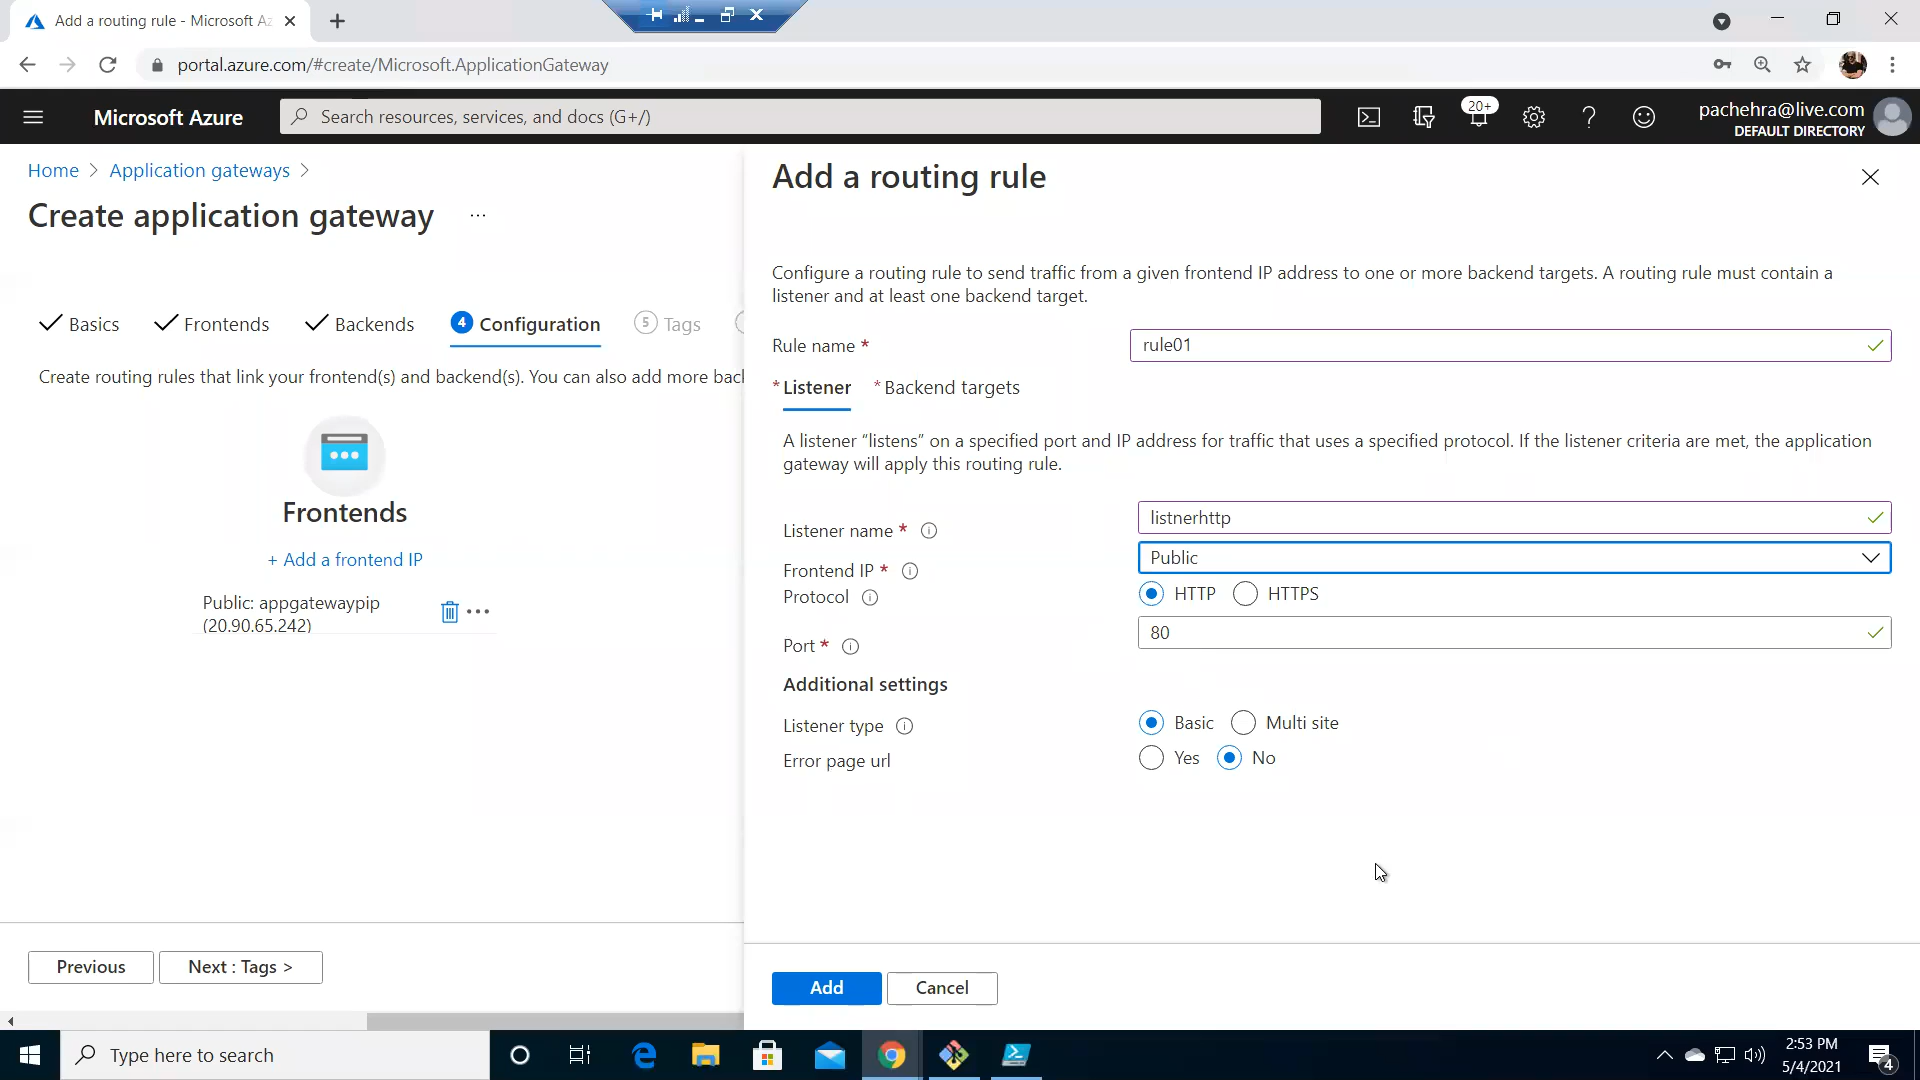 Add a routing rule - Microsoft Az
portal.azure.com/#create/Microsoft.ApplicationGateway
Microsoft Azure
Search resources, services, and docs (G+/)
20+
pachehra@live.com
DEFAULT DIRECTORY
Home > Application gateways >
Create application gateway ...
Basics
Frontends
Backends
4 Configuration
5 Tags
Create routing rules that link your frontend(s) and backend(s). You can also add more bac
Frontends
+ Add a frontend IP
Public: appgatewaypip
(20.90.65.242)
Previous
Next : Tags >
Add a routing rule
Configure a routing rule to send traffic from a given frontend IP address to one or more backend targets. A routing rule must contain a
listener and at least one backend target.
Rule name *
rule01
* Listener
* Backend targets
A listener “listens” on a specified port and IP address for traffic that uses a specified protocol. If the listener criteria are met, the application
gateway will apply this routing rule.
Listener name *
listnerhttp
Frontend IP *
Public
Protocol
HTTP
HTTPS
Port *
80
Additional settings
Listener type
Basic
Multi site
Error page url
Yes
No
Add
Cancel
Type here to search
2:53 PM
5/4/2021
4